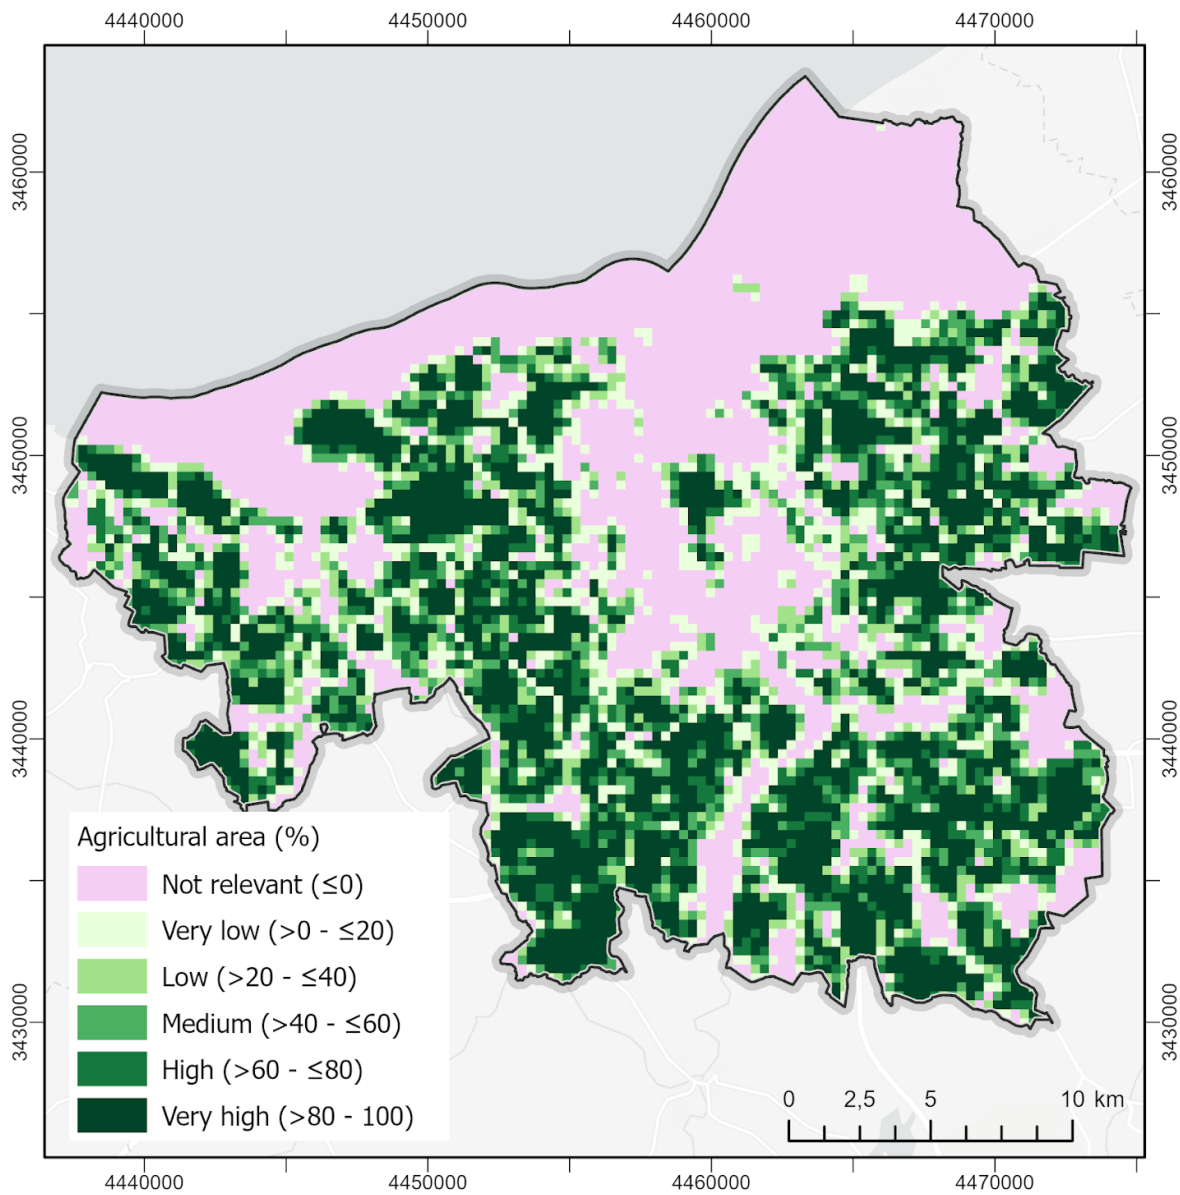 4440000 4450000 4460000 4470000
3460000 3460000
3450000 3450000
3440000 3440000
3430000 3430000
Agricultural area (%)
Not relevant (≤0)
Very low (>0 - ≤20)
Low (>20 - ≤40)
Medium (>40 - ≤60)
High (>60 - ≤80)
Very high (>80 - 100)
0 2,5 5 10 km
4440000 4450000 4460000 4470000